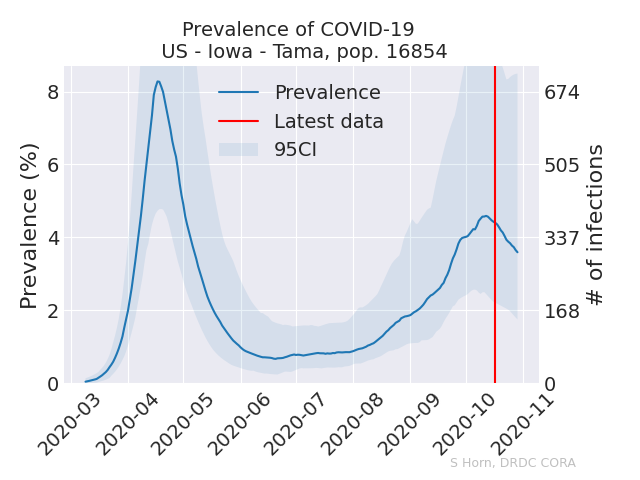 Prevalence of COVID-19
US - Iowa - Tama, pop. 16854
Prevalence (%)
8
6
4
2
0
Prevalence
Latest data
95CI
674
505
337
168
0
# of infections
2020-03
2020-04
2020-05
2020-06
2020-07
2020-08
2020-09
2020-10
2020-11
S Horn, DRDC CORA